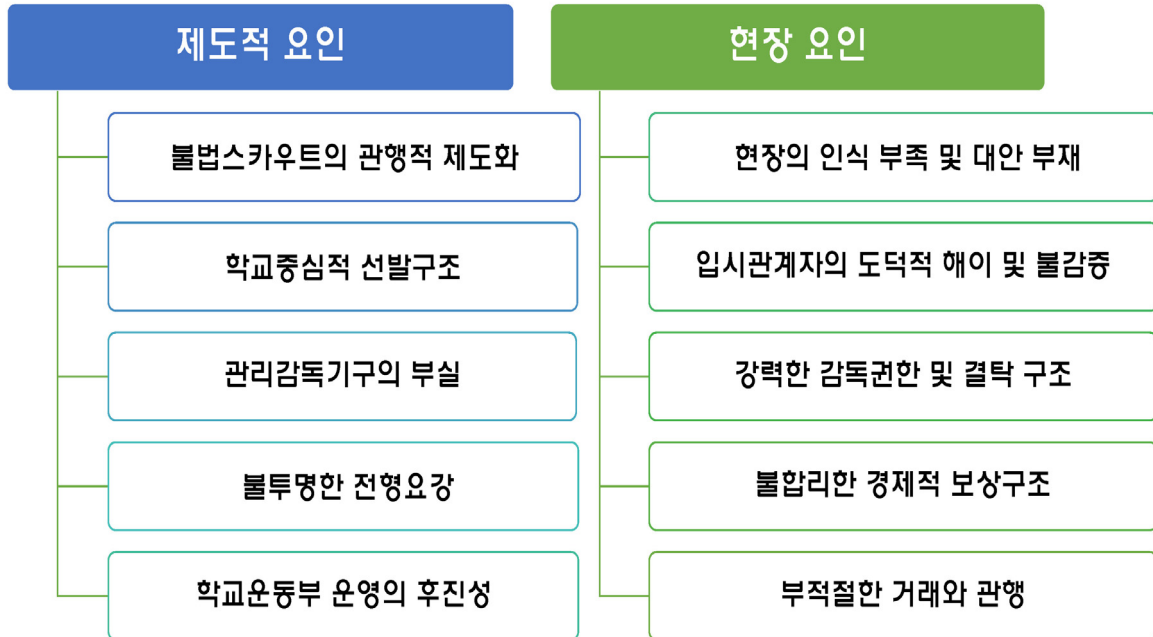 제도적 요인
불법스카우트의 관행적 제도화
학교중심적 선발구조
관리감독기구의 부실
불투명한 전형요강
학교운동부 운영의 후진성
현장 요인
현장의 인식 부족 및 대안 부재
입시관계자의 도덕적 해이 및 불감증
강력한 감독권한 및 결탁 구조
불합리한 경제적 보상구조
부적절한 거래와 관행